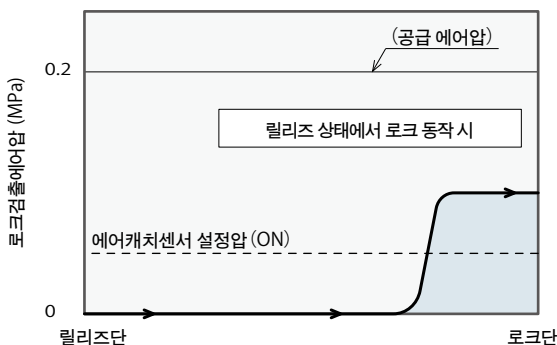 (공급 에어압)
0.2
릴리즈 상태에서 로크 동작 시
로크검출에어압 (MPa)
에어캐치센서 설정압 (ON)
0
릴리즈단
로크단